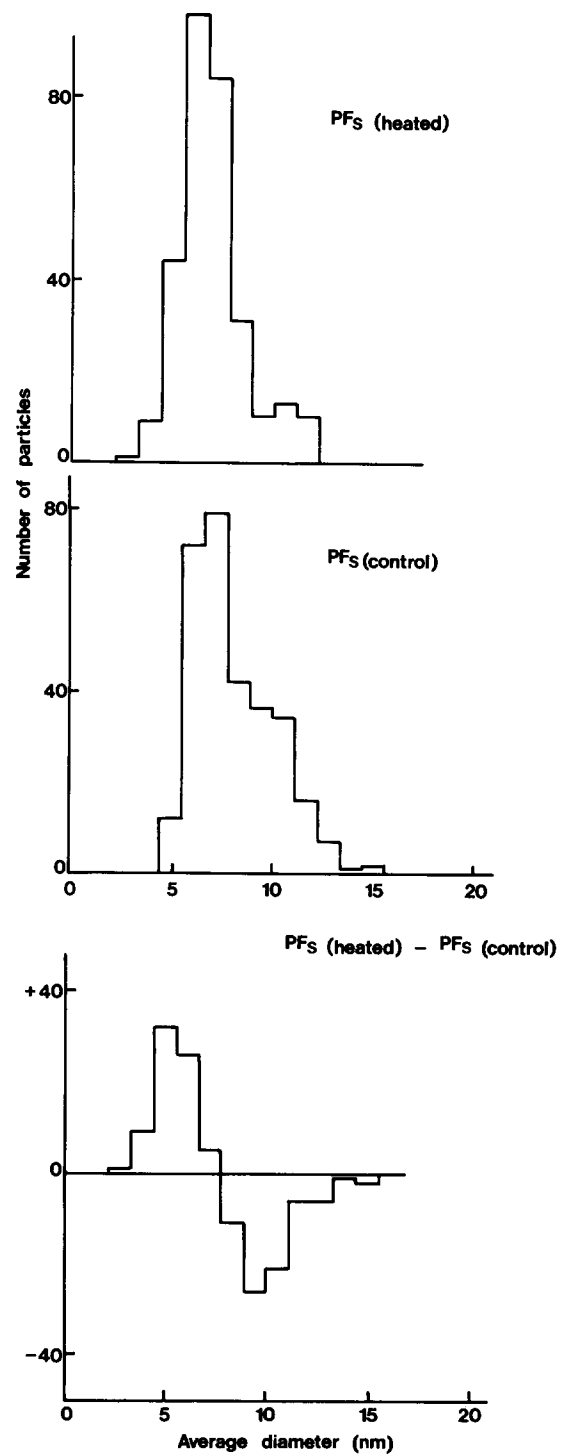 80
PFS (heated)
40
0
Number of particles
80
PFS (control)
40
0
0 5 10 15 20
PFS (heated) – PFS (control)
+40
0
−40
0 5 10 15 20
Average diameter (nm)